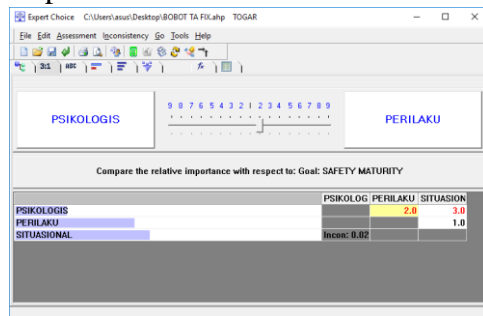 Expert Choice C:\Users\asus\Desktop\BOBOT TA FIX.ahp TOGAR
File Edit Assessment Inconsistency Go Tools Help
3:1 ABC
9 8 7 6 5 4 3 2 1 2 3 4 5 6 7 8 9
PSIKOLOGIS PERILAKU
Compare the relative importance with respect to: Goal: SAFETY MATURITY
PSIKOLOG PERILAKU SITUASION
PSIKOLOGIS 2.0 3.0
PERILAKU 1.0
SITUASIONAL Incon: 0.02